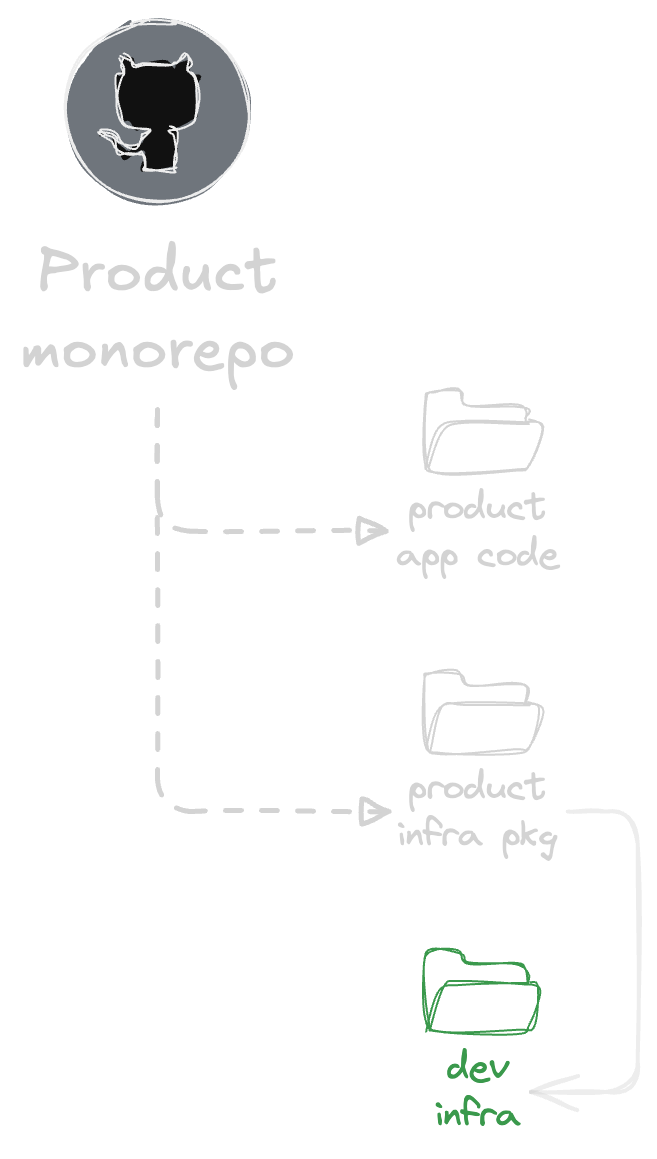 Product
monorepo
product
app code
product
infra pkg
dev
infra